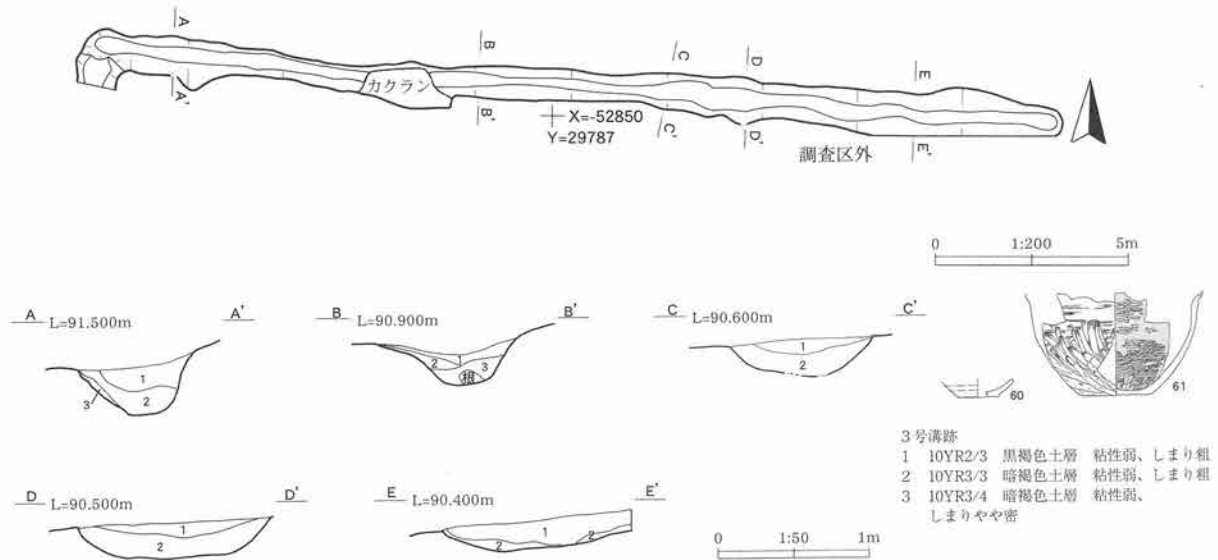 A B C D E
カクラン
A' B' C' D' E'
X=-52850
Y=29787
調査区外
0 1:200 5m
A L=91.500m A'
3 1 2
B L=90.900m B'
2 1 3
根
C L=90.600m C'
1
2
60 61
3号溝跡
1 10YR2/3 黒褐色土層 粘性弱、しまり粗
2 10YR3/3 暗褐色土層 粘性弱、しまり粗
3 10YR3/4 暗褐色土層 粘性弱、
しまりやや密
D L=90.500m D'
1
2
E L=90.400m E'
1
2 2
0 1:50 1m